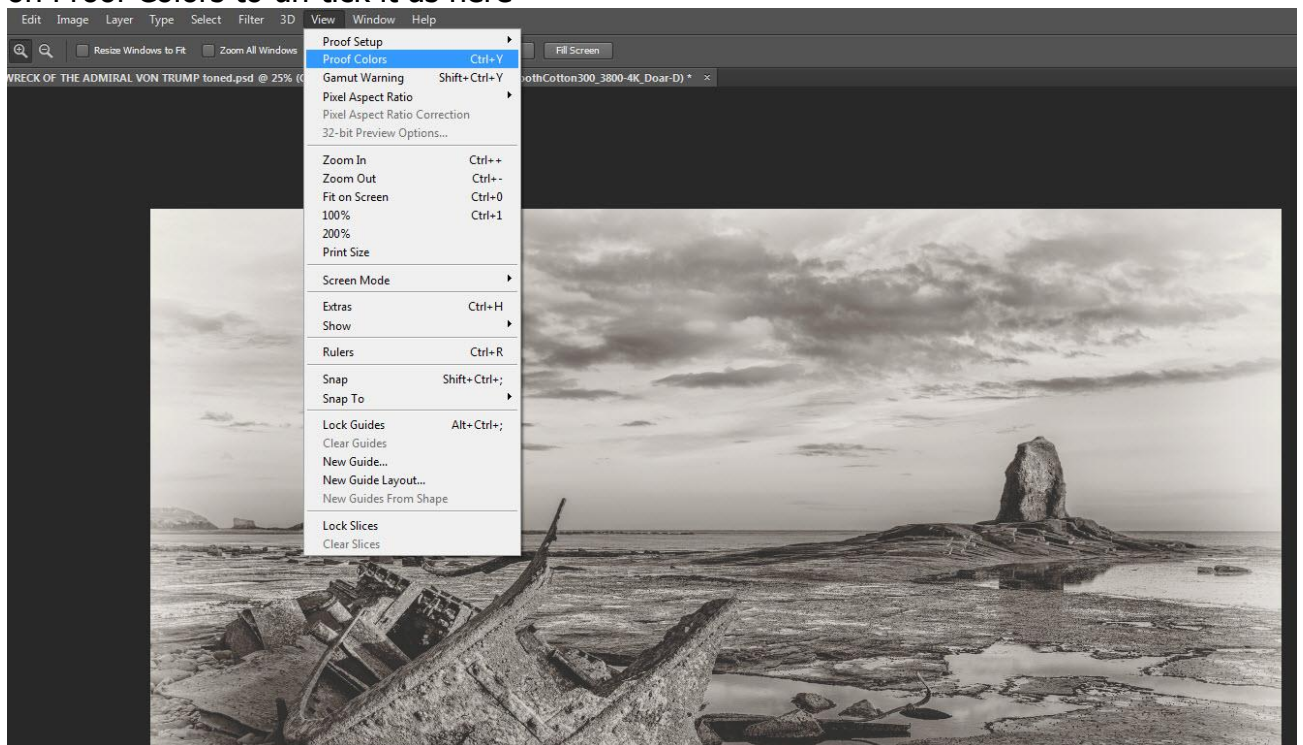 on Proof Colors to un-tick it as here
Edit Image Layer Type Select Filter 3D View Window Help
Resize Windows to Fit Zoom All Windows Fill Screen
WRECK OF THE ADMIRAL VON TRUMP toned.psd @ 25% (C othCotton300_3800-4K_Doar-D) * ×
Proof Setup
Proof Colors Ctrl+Y
Gamut Warning Shift+Ctrl+Y
Pixel Aspect Ratio
Pixel Aspect Ratio Correction
32-bit Preview Options...
Zoom In Ctrl++
Zoom Out Ctrl+-
Fit on Screen Ctrl+0
100% Ctrl+1
200%
Print Size
Screen Mode
Extras Ctrl+H
Show
Rulers Ctrl+R
Snap Shift+Ctrl+;
Snap To
Lock Guides Alt+Ctrl+;
Clear Guides
New Guide...
New Guide Layout...
New Guides From Shape
Lock Slices
Clear Slices